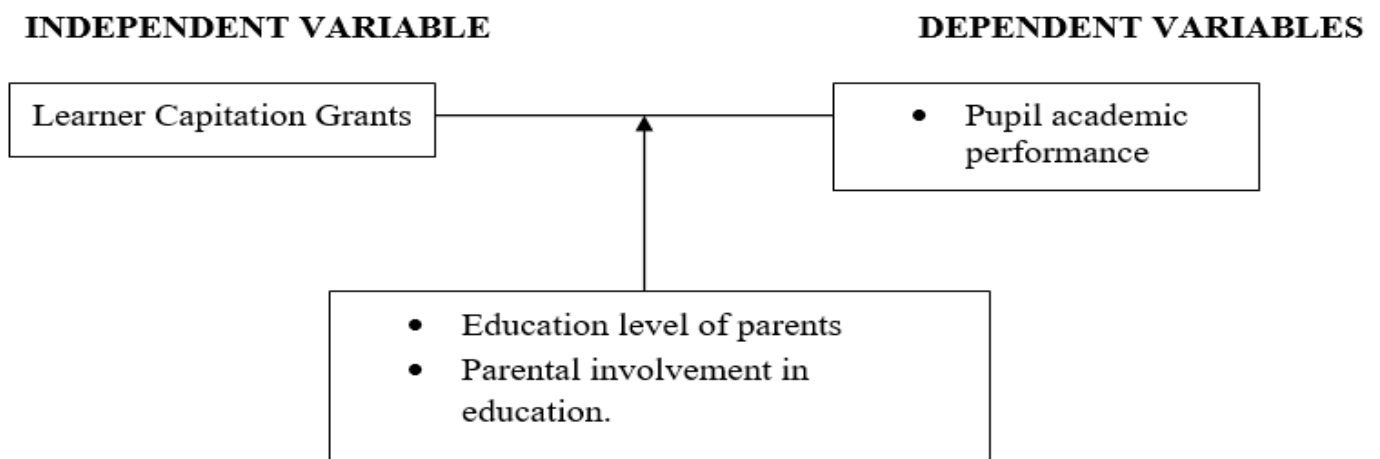 INDEPENDENT VARIABLE
DEPENDENT VARIABLES
Learner Capitation Grants
• Pupil academic
performance
• Education level of parents
• Parental involvement in
education.